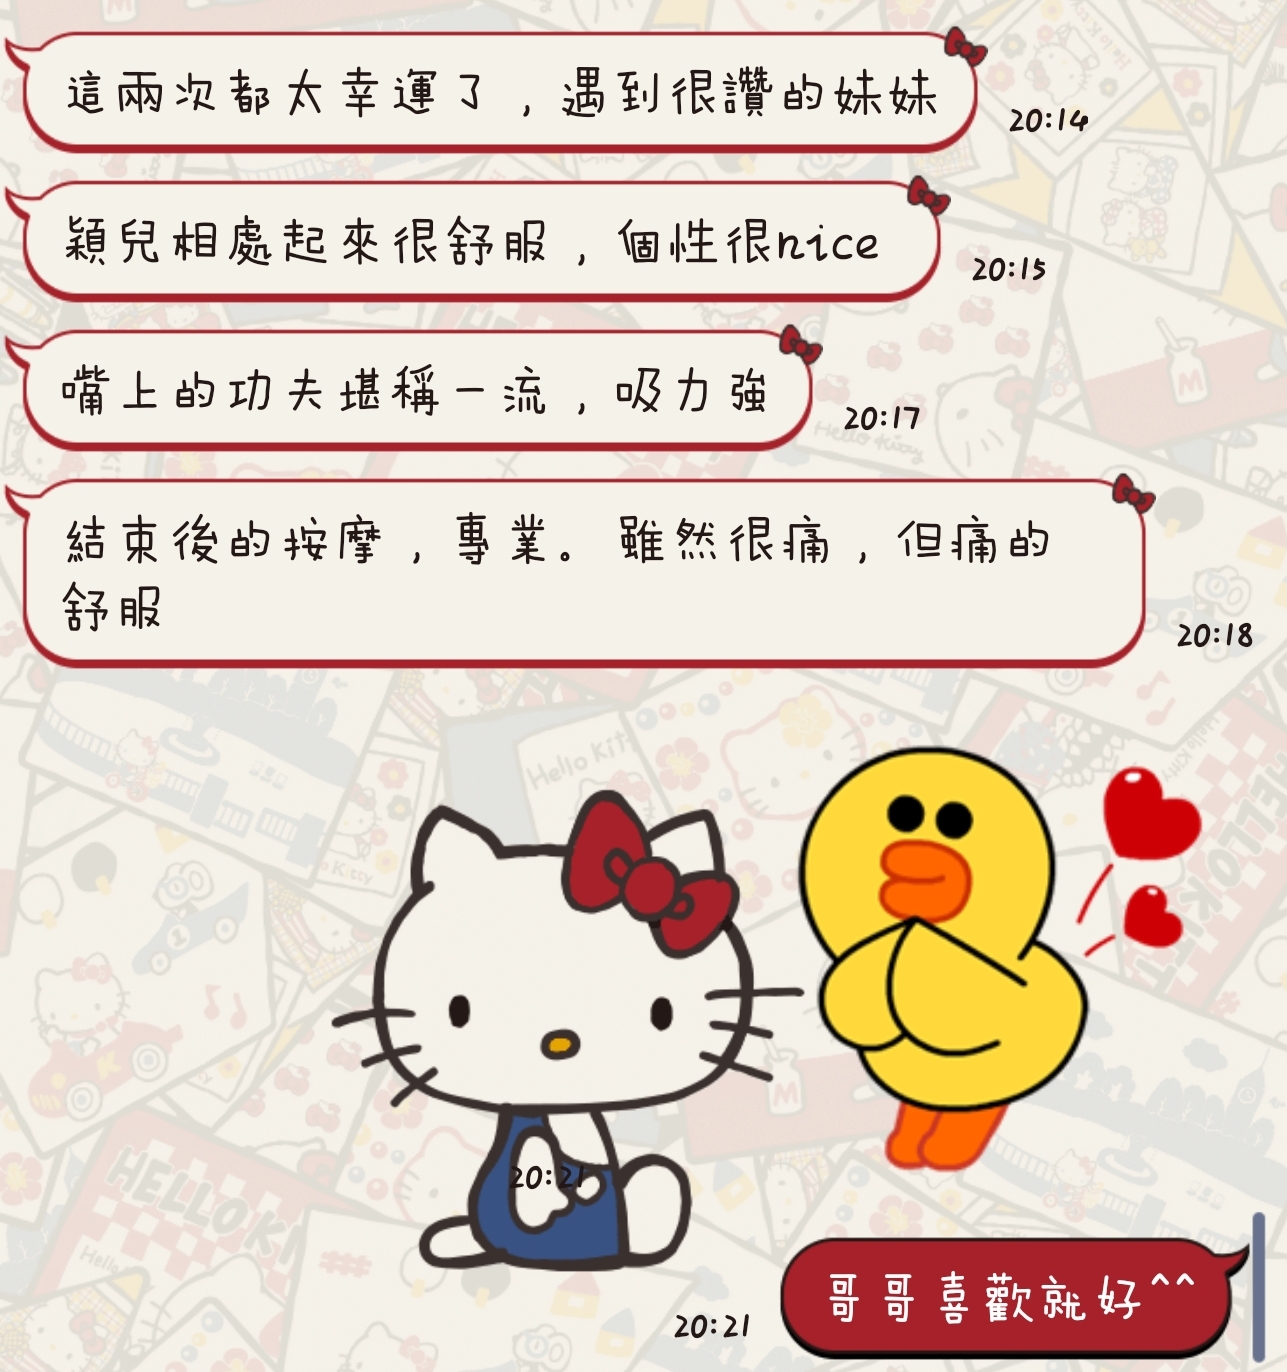 這兩次都太幸運了，遇到很讚的妹妹
20:14
穎兒相處起來很舒服，個性很nice
20:15
嘴上的功夫堪稱一流，吸力強
20:17
結束後的按摩，專業。雖然很痛，但痛的
舒服
20:18
Hello Kitty
HELLO KI
20:21
哥哥喜歡就好^^
20:21